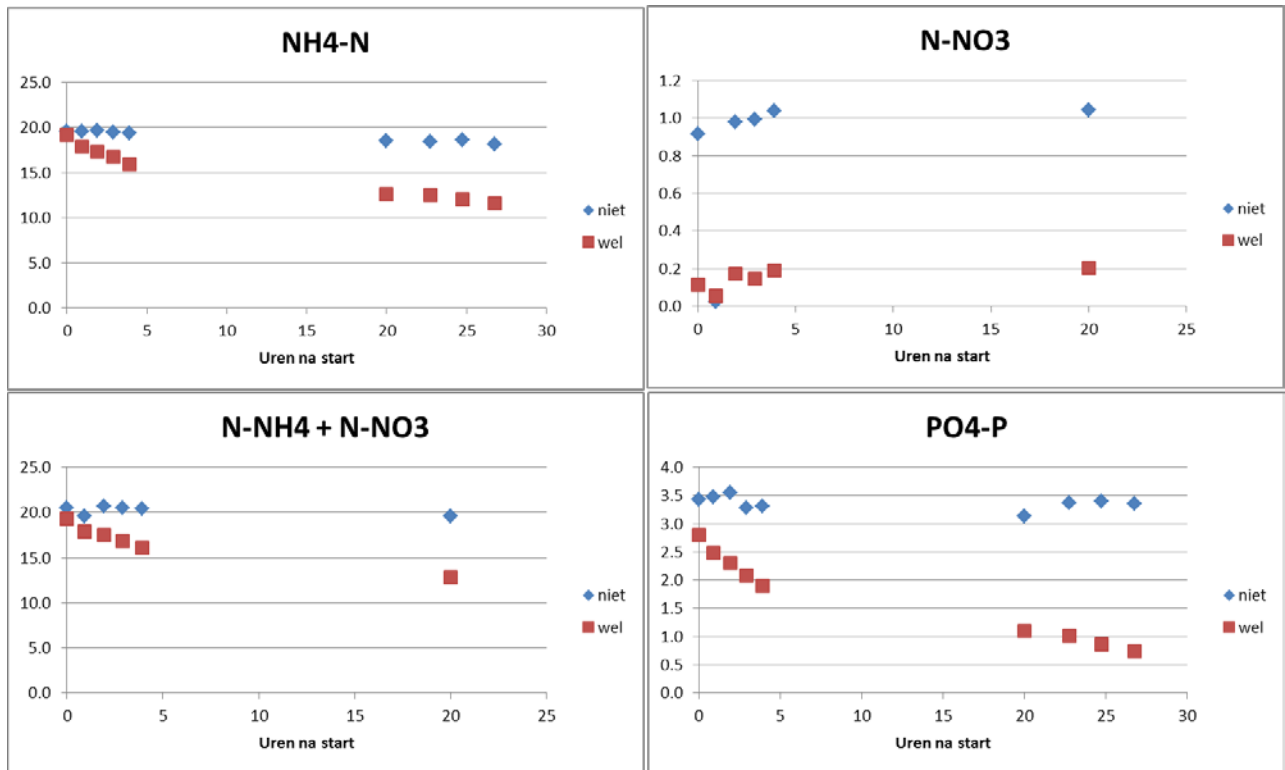 NH4-N
25.0
20.0
15.0
10.0
5.0
0.0
0 5 10 15 20 25 30
Uren na start
niet
wel
N-NO3
1.2
1.0
0.8
0.6
0.4
0.2
0.0
0 5 10 15 20 25
Uren na start
niet
wel
N-NH4 + N-NO3
25.0
20.0
15.0
10.0
5.0
0.0
0 5 10 15 20 25
Uren na start
niet
wel
PO4-P
4.0
3.5
3.0
2.5
2.0
1.5
1.0
0.5
0.0
0 5 10 15 20 25 30
Uren na start
niet
wel